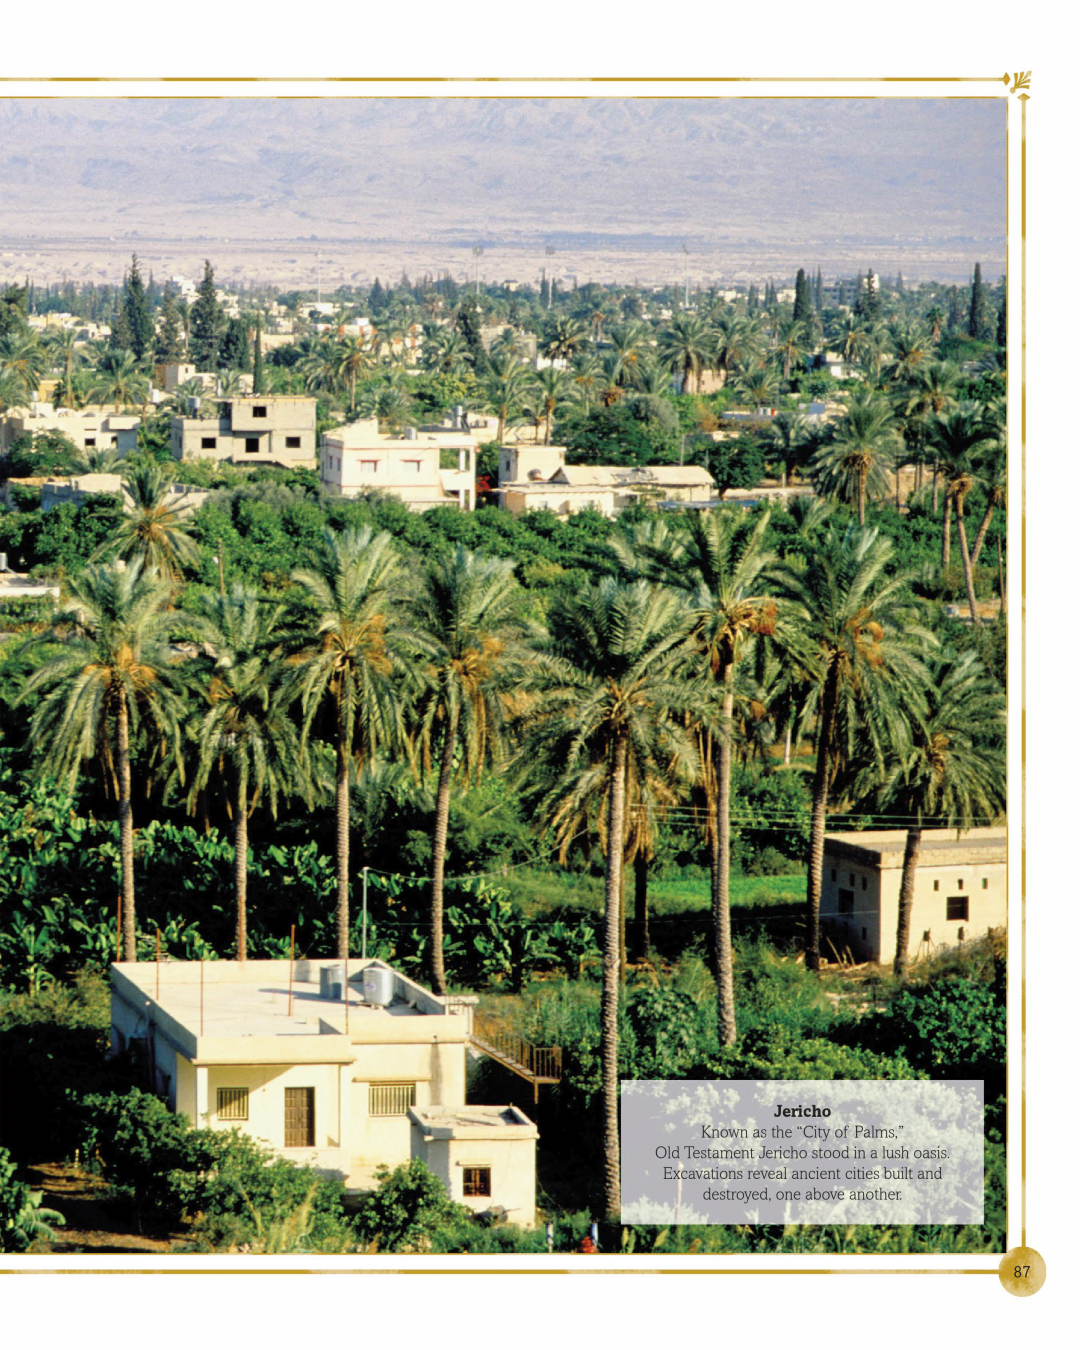 Jericho
Known as the “City of Palms,”
Old Testament Jericho stood in a lush oasis.
Excavations reveal ancient cities built and
destroyed, one above another.
87